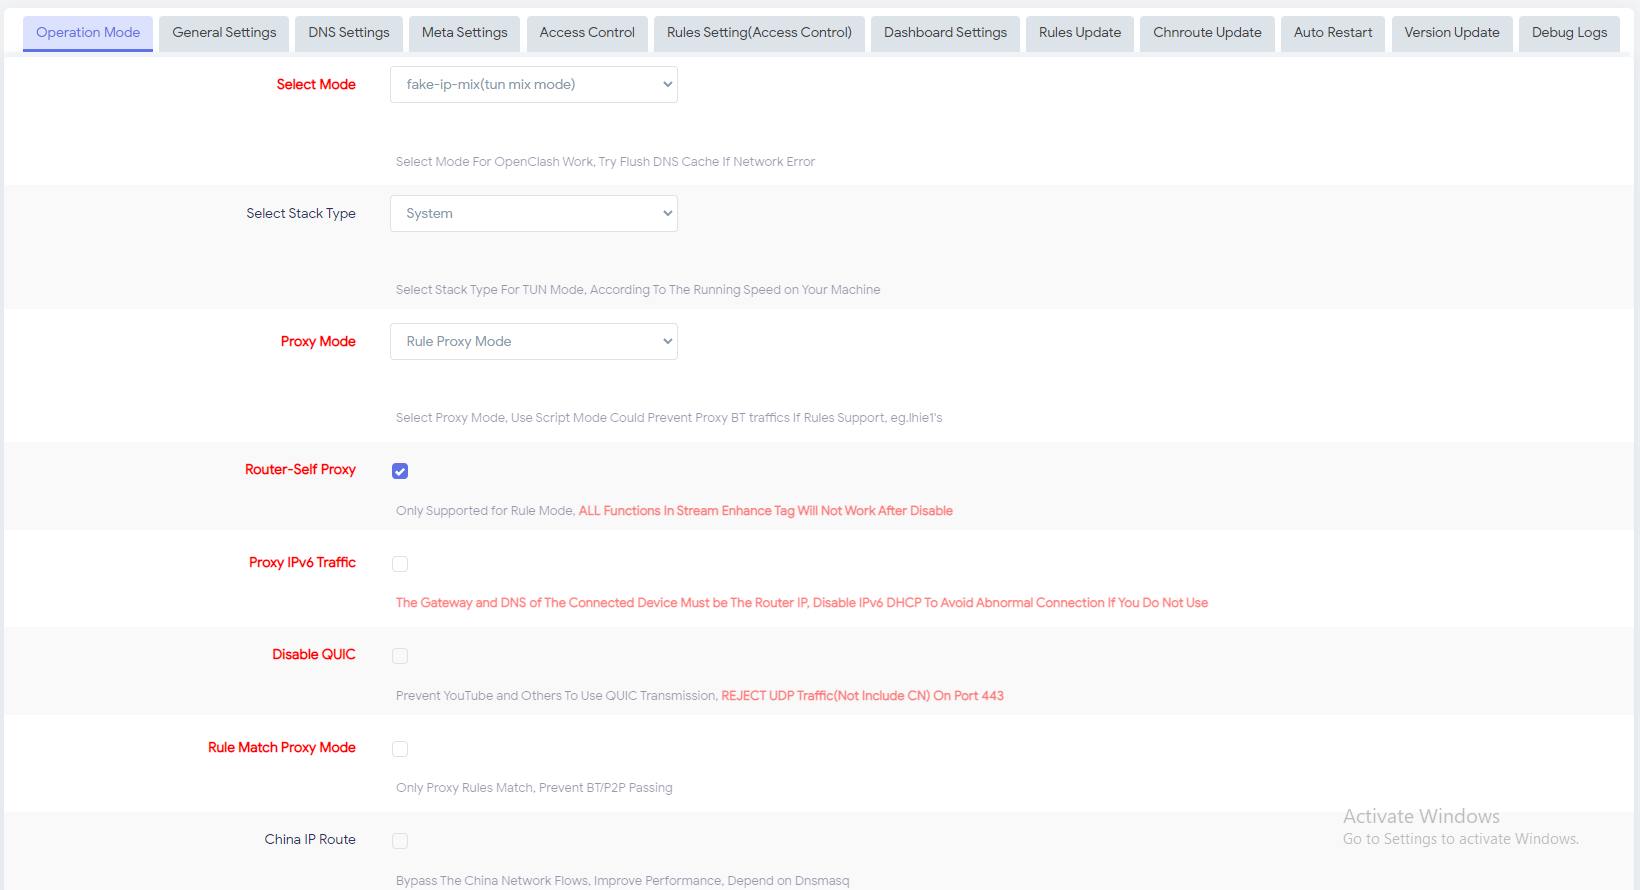 Operation Mode General Settings DNS Settings Meta Settings Access Control Rules Setting(Access Control) Dashboard Settings Rules Update Chnroute Update Auto Restart Version Update Debug Logs
Select Mode fake-ip-mix(tun mix mode)
Select Mode For OpenClash Work, Try Flush DNS Cache If Network Error
Select Stack Type System
Select Stack Type For TUN Mode, According To The Running Speed on Your Machine
Proxy Mode Rule Proxy Mode
Select Proxy Mode, Use Script Mode Could Prevent Proxy BT traffics If Rules Support, eg.lhie1's
Router-Self Proxy
Only Supported for Rule Mode, ALL Functions In Stream Enhance Tag Will Not Work After Disable
Proxy IPv6 Traffic
The Gateway and DNS of The Connected Device Must be The Router IP, Disable IPv6 DHCP To Avoid Abnormal Connection If You Do Not Use
Disable QUIC
Prevent YouTube and Others To Use QUIC Transmission, REJECT UDP Traffic(Not Include CN) On Port 443
Rule Match Proxy Mode
Only Proxy Rules Match, Prevent BT/P2P Passing
Activate Windows
Go to Settings to activate Windows.
China IP Route
Bypass The China Network Flows, Improve Performance, Depend on Dnsmasq